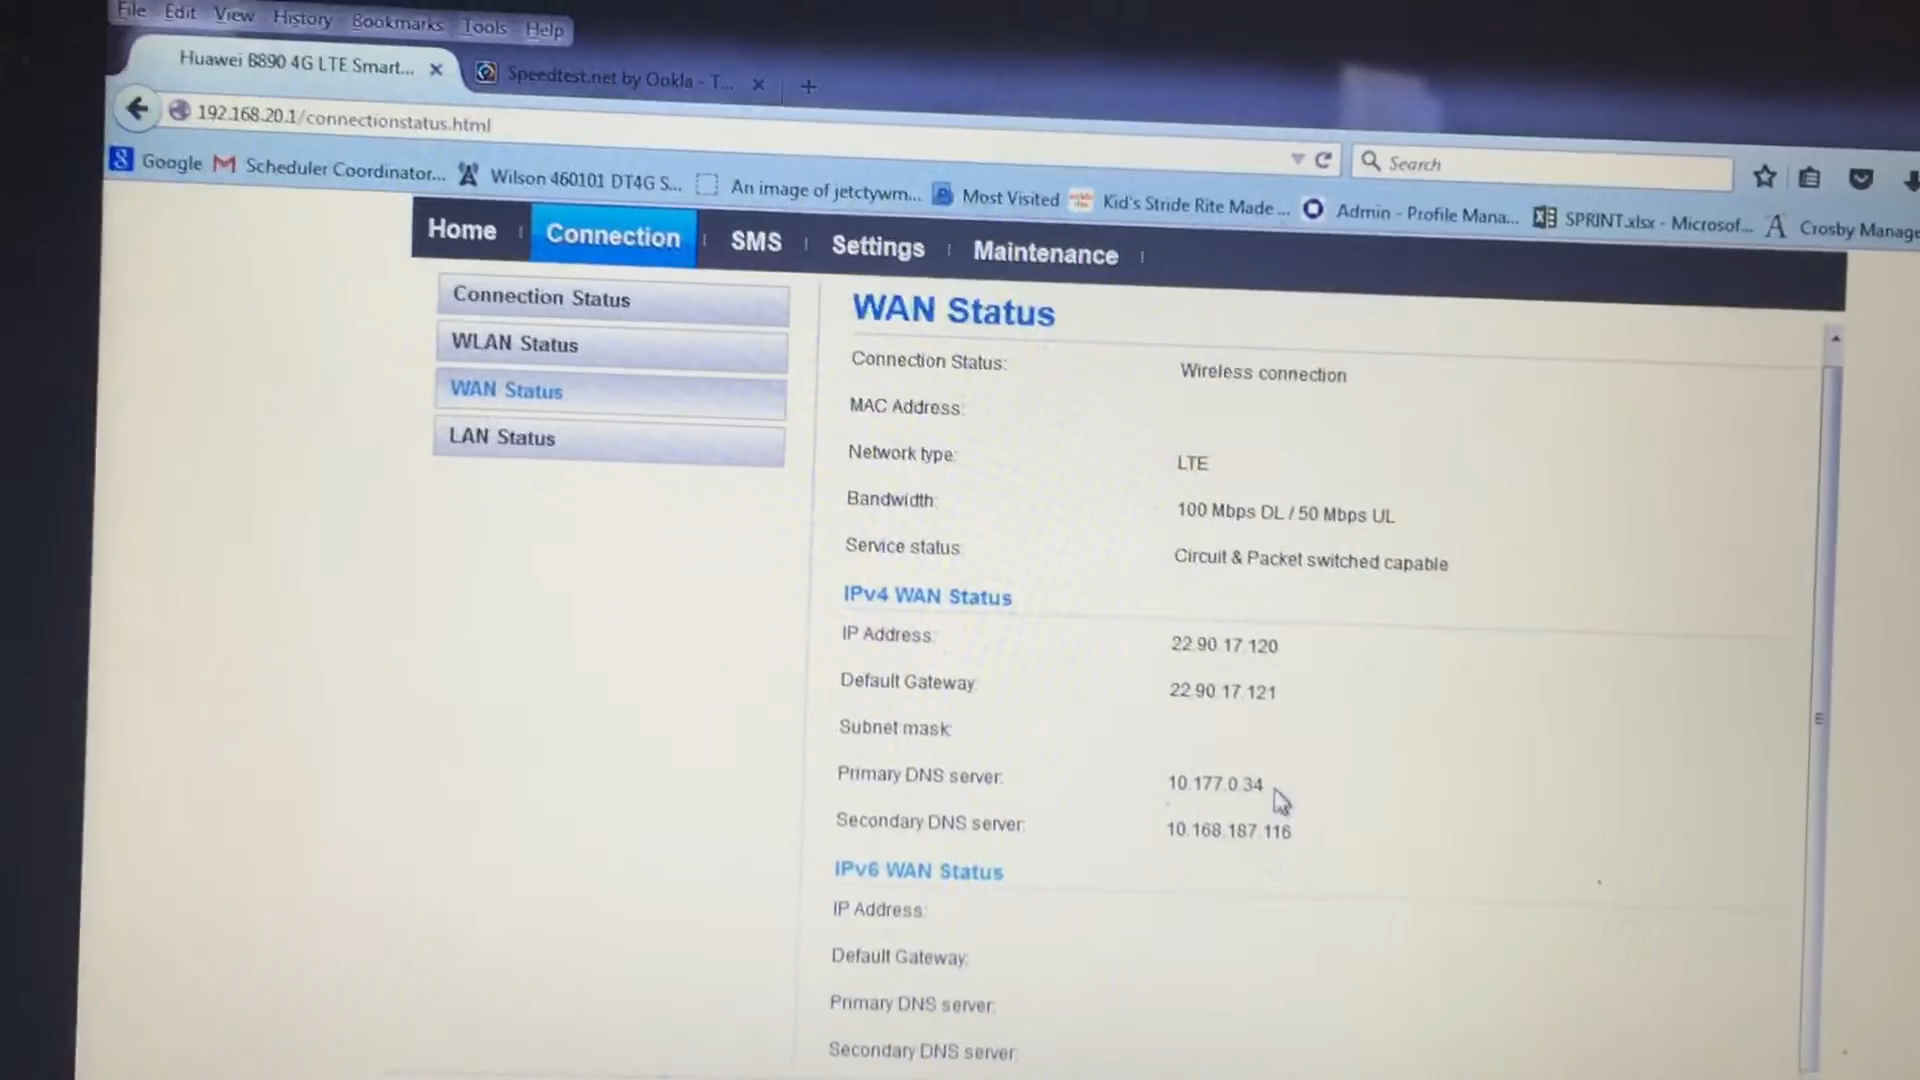 File Edit View History Bookmarks Tools Help
Huawei B890 4G LTE Smart... Speedtest.net by Ookla - T...
192.168.20.1/connectionstatus.html Search
Google Scheduler Coordinator... Wilson 460101 DT4G S... An image of jetctywm... Most Visited Kid's Stride Rite Made ... Admin - Profile Mana... SPRINT.xlsx - Microsof... Crosby Manage
Home Connection SMS Settings Maintenance
Connection Status
WLAN Status
WAN Status
LAN Status
WAN Status
Connection Status: Wireless connection
MAC Address:
Network type: LTE
Bandwidth: 100 Mbps DL / 50 Mbps UL
Service status: Circuit & Packet switched capable
IPv4 WAN Status
IP Address: 22.90.17.120
Default Gateway: 22.90.17.121
Subnet mask:
Primary DNS server: 10.177.0.34
Secondary DNS server: 10.168.187.116
IPv6 WAN Status
IP Address:
Default Gateway:
Primary DNS server:
Secondary DNS server: